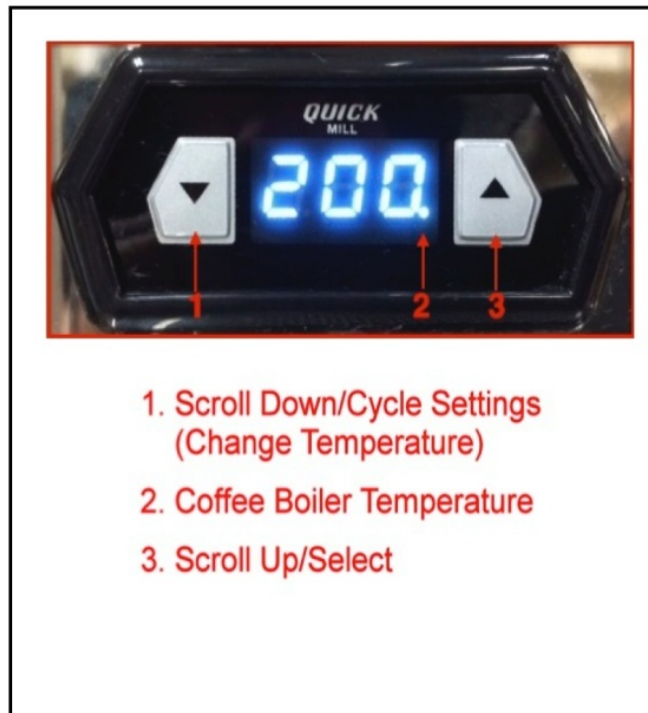 QUICK
MILL
200.
1
2
3
1. Scroll Down/Cycle Settings
(Change Temperature)
2. Coffee Boiler Temperature
3. Scroll Up/Select